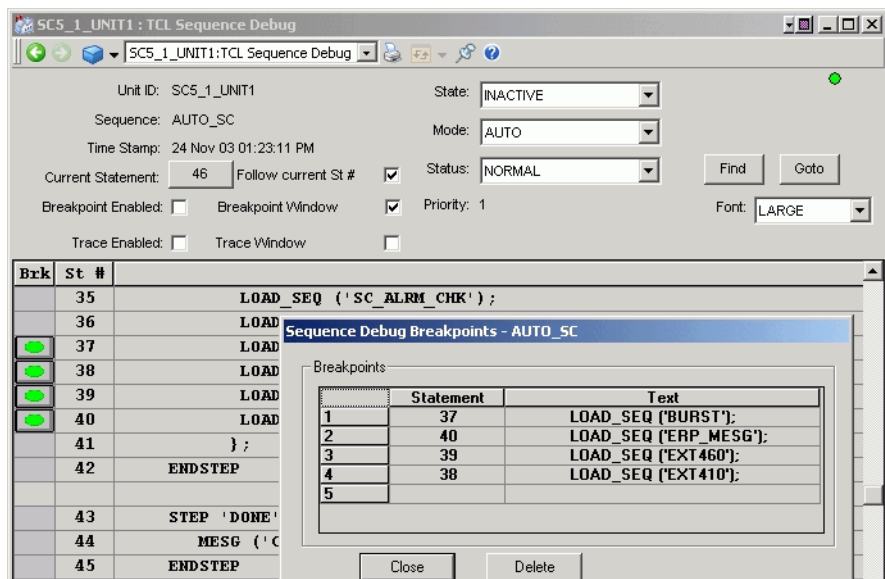 SC5_1_UNIT1 : TCL Sequence Debug
SC5_1_UNIT1:TCL Sequence Debug
Unit ID: SC5_1_UNIT1
State: INACTIVE
Sequence: AUTO_SC
Mode: AUTO
Time Stamp: 24 Nov 03 01:23:11 PM
Current Statement: 46 Follow current St #
Status: NORMAL
Find Goto
Breakpoint Enabled: Breakpoint Window
Priority: 1
Font: LARGE
Trace Enabled: Trace Window
Brk St #
35 LOAD_SEQ ('SC_ALRM_CHK');
36 LOAD
37 LOAD
38 LOAD
39 LOAD
40 LOAD
41 };
42 ENDSTEP
43 STEP 'DONE'
44 MESG ('C
45 ENDSTEP
Sequence Debug Breakpoints - AUTO_SC
Breakpoints
Statement Text
1 37 LOAD_SEQ ('BURST');
2 40 LOAD_SEQ ('ERP_MESG');
3 39 LOAD_SEQ ('EXT460');
4 38 LOAD_SEQ ('EXT410');
5
Close Delete